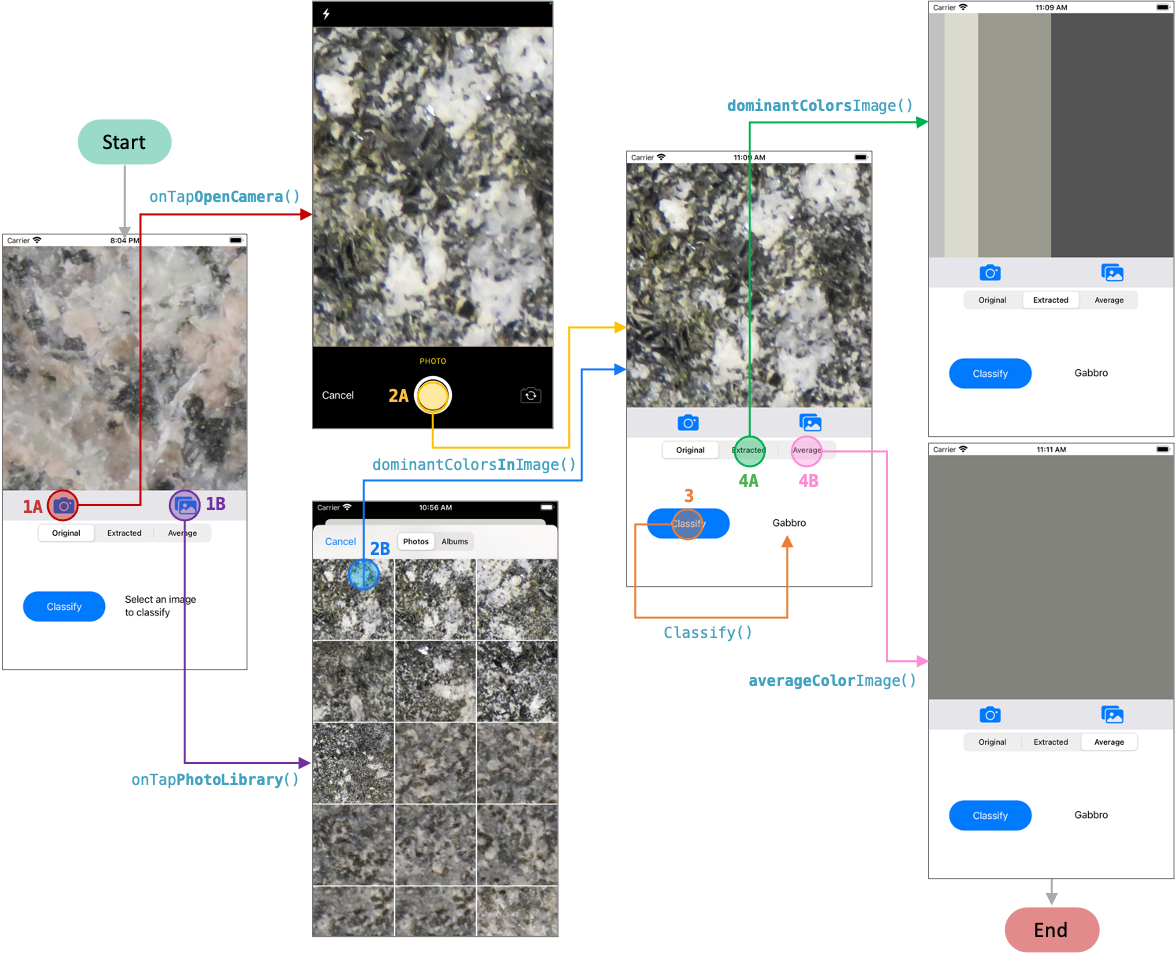 Start
onTapOpenCamera()
Carrier 8:04 PM
1A
1B
Original Extracted Average
Classify
Select an image
to classify
onTapPhotoLibrary()
PHOTO
Cancel
2A
dominantColorsInImage()
Carrier 10:56 AM
Cancel
2B
Photos Albums
Carrier 11:09 AM
Original Extracted Average
4A
4B
3
Classify
Gabbro
Classify()
dominantColorsImage()
Carrier 11:09 AM
Original Extracted Average
Classify
Gabbro
averageColorImage()
Carrier 11:11 AM
Original Extracted Average
Classify
Gabbro
End